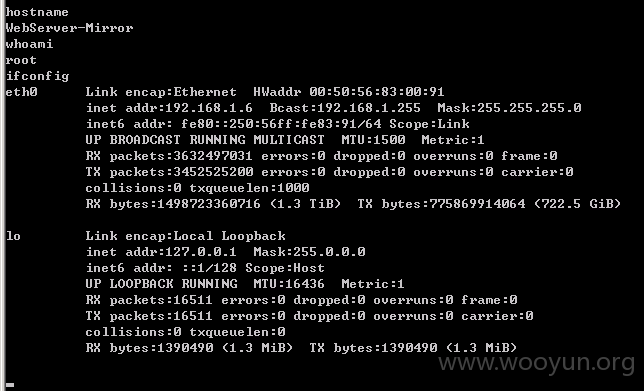 hostname
WebServer-Mirror
whoami
root
ifconfig
eth0 Link encap:Ethernet HWaddr 00:50:56:83:00:91
inet addr:192.168.1.6 Bcast:192.168.1.255 Mask:255.255.255.0
inet6 addr: fe80::250:56ff:fe83:91/64 Scope:Link
UP BROADCAST RUNNING MULTICAST MTU:1500 Metric:1
RX packets:3632497031 errors:0 dropped:0 overruns:0 frame:0
TX packets:3452525200 errors:0 dropped:0 overruns:0 carrier:0
collisions:0 txqueuelen:1000
RX bytes:1498723360716 (1.3 TiB) TX bytes:775869914064 (722.5 GiB)
lo Link encap:Local Loopback
inet addr:127.0.0.1 Mask:255.0.0.0
inet6 addr: ::1/128 Scope:Host
UP LOOPBACK RUNNING MTU:16436 Metric:1
RX packets:16511 errors:0 dropped:0 overruns:0 frame:0
TX packets:16511 errors:0 dropped:0 overruns:0 carrier:0
collisions:0 txqueuelen:0
RX bytes:1390490 (1.3 MiB) TX bytes:1390490 (1.3 MiB)
www.wooyun.org